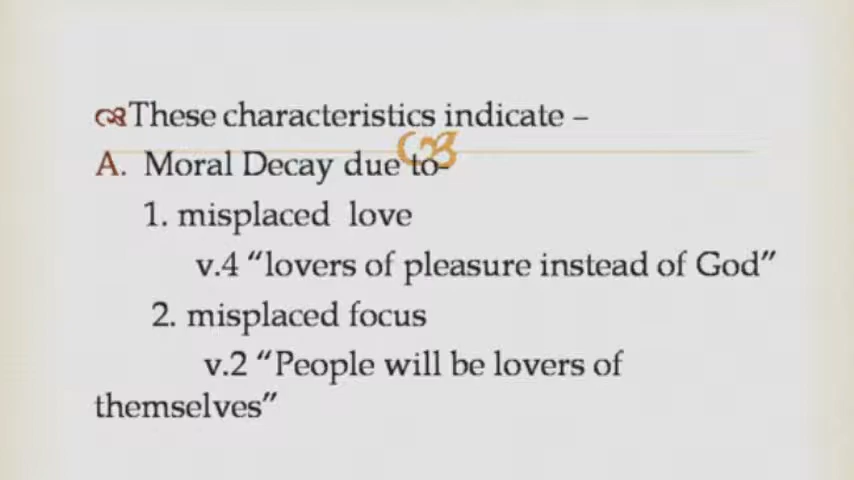 These characteristics indicate –
A. Moral Decay due to-
1. misplaced love
v.4 “lovers of pleasure instead of God”
2. misplaced focus
v.2 “People will be lovers of
themselves”